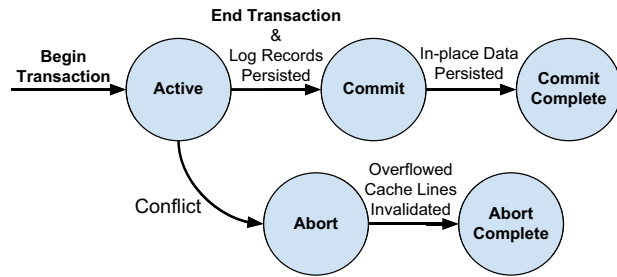 Begin
Transaction
Active
End Transaction
&
Log Records
Persisted
Commit
In-place Data
Persisted
Commit
Complete
Conflict
Abort
Overflowed
Cache Lines
Invalidated
Abort
Complete